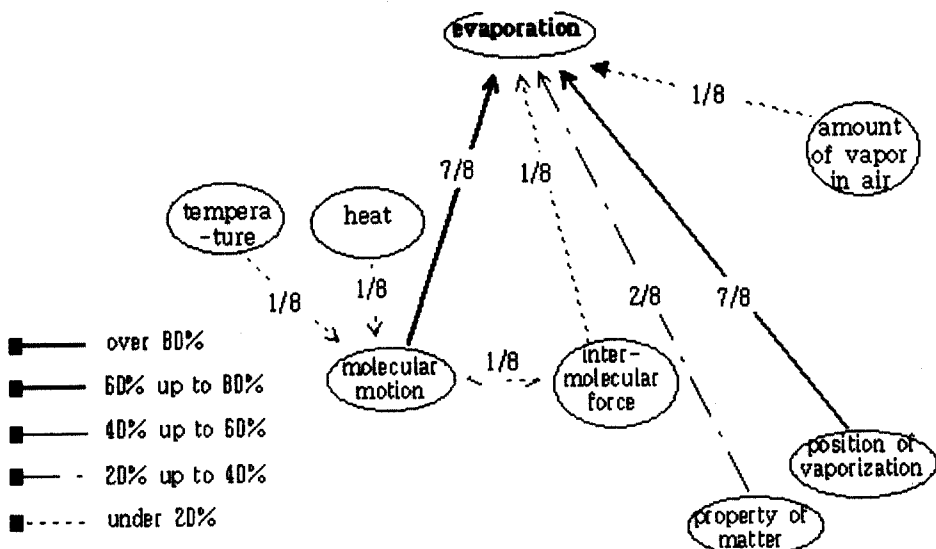 evaporation
1/8
amount
of vapor
in air
7/8
1/8
tempera
-ture
heat
1/8
1/8
2/8
7/8
over 80%
60% up to 80%
40% up to 60%
20% up to 40%
under 20%
molecular
motion
1/8
inter-
molecular
force
position of
vaporization
property of
matter